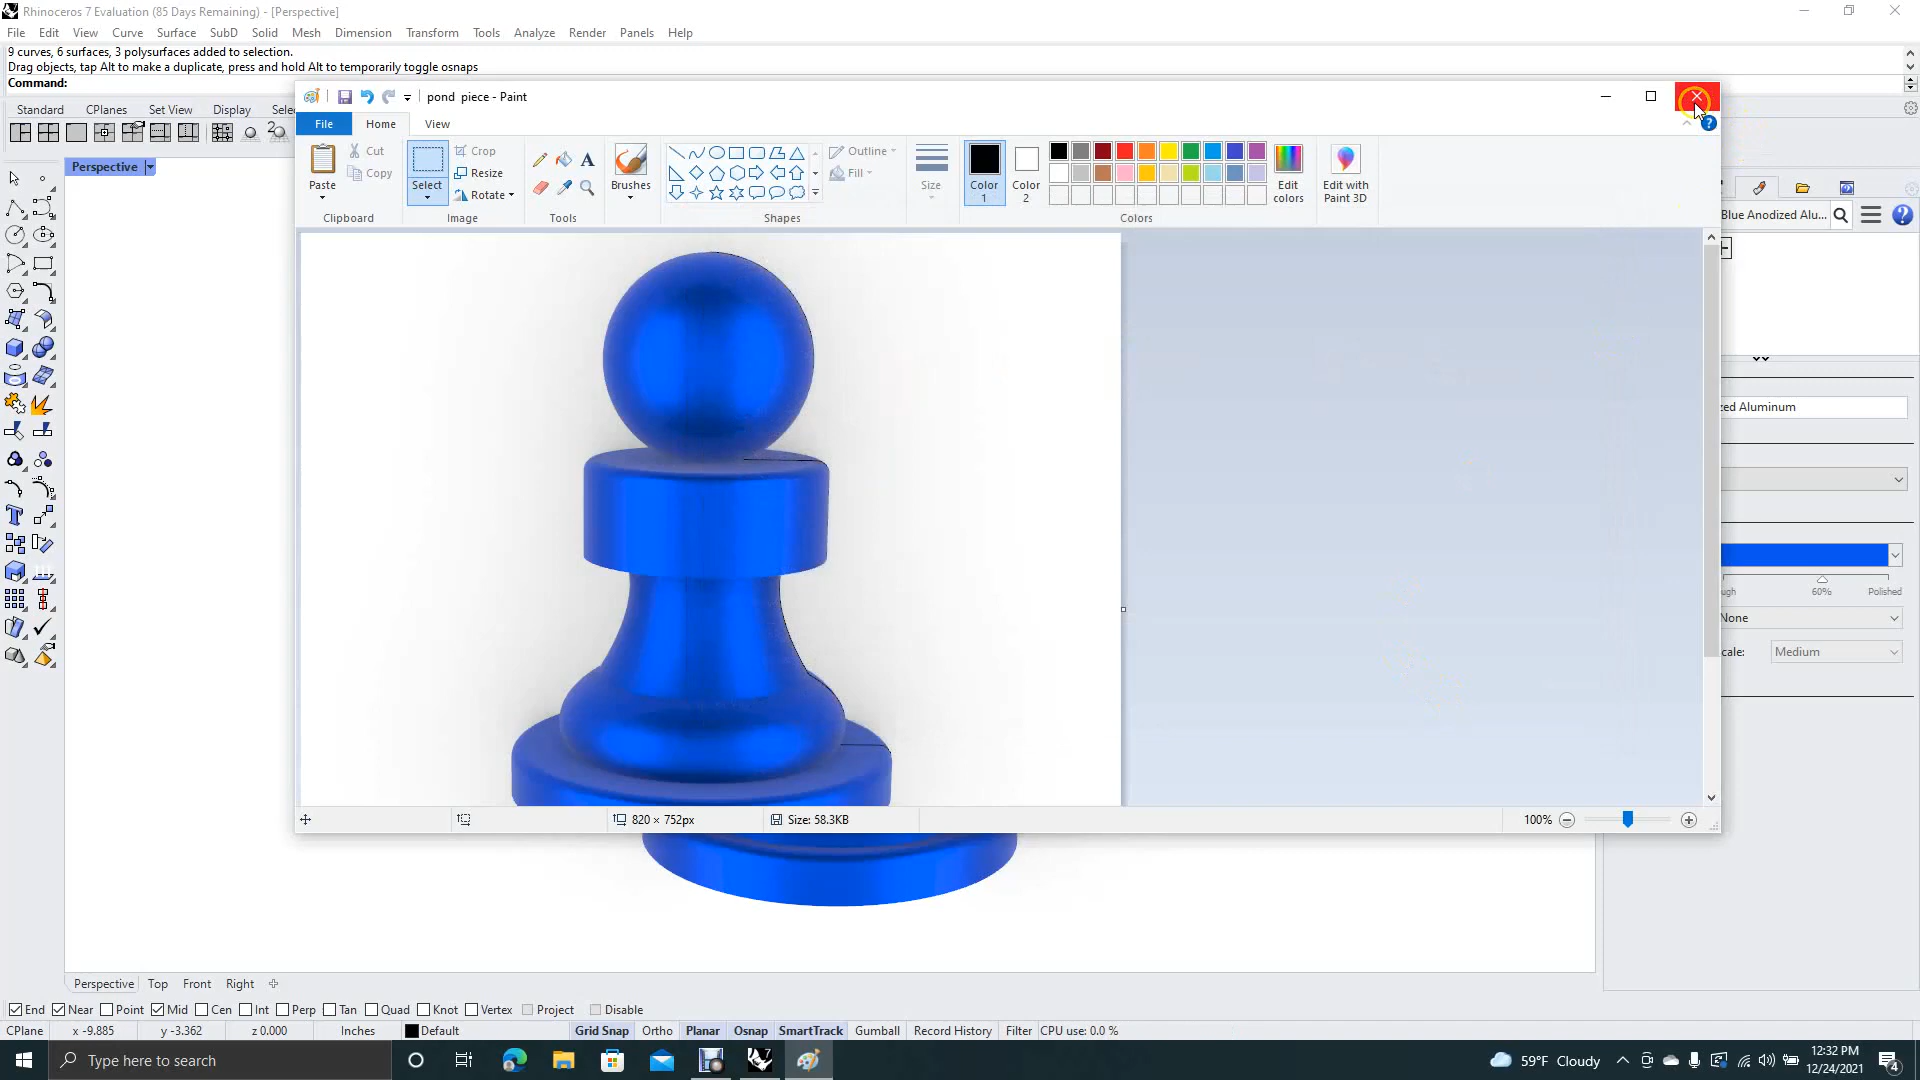 Rhinoceros 7 Evaluation (85 Days Remaining) - [Perspective]
File Edit View Curve Surface SubD Solid Mesh Dimension Transform Tools Analyze Render Panels Help
9 curves, 6 surfaces, 3 polysurfaces added to selection.
Drag objects, tap Alt to make a duplicate, press and hold Alt to temporarily toggle osnaps
Command:
Standard CPlanes Set View Display
pond piece - Paint
File Home View
Cut
Copy
Paste
Clipboard
Select
Crop
Resize
Rotate
Image
Tools
Brushes
Outline
Fill
Shapes
Size
Color
1
Color
2
Edit
colors
Edit with
Paint 3D
Colors
Perspective
Blue Anodized Alu...
Aluminum
60% Polished
None
Medium
820 × 752px
Size: 58.3KB
100%
Perspective Top Front Right
End Near Point Mid Cen Int Perp Tan Quad Knot Vertex Project Disable
CPlane x -9.885 y -3.362 z 0.000 Inches Default Grid Snap Ortho Planar Osnap SmartTrack Gumball Record History Filter CPU use: 0.0 %
Type here to search
59°F Cloudy
12:32 PM
12/24/2021
4